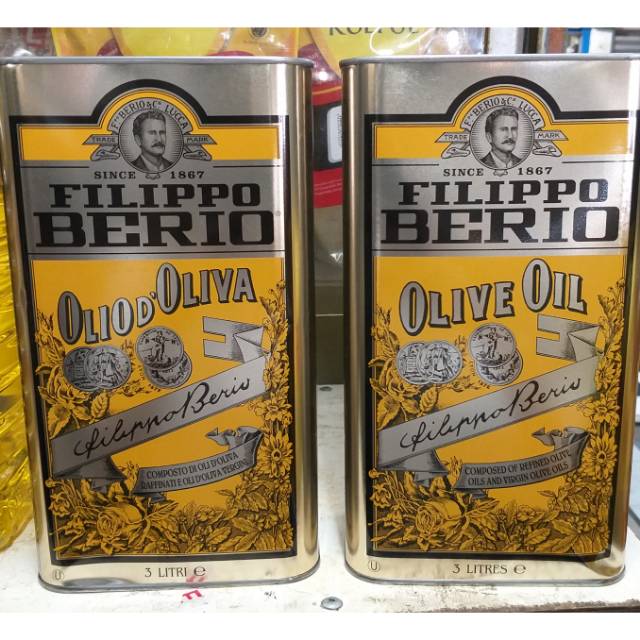 F.lli BERIO & Co. LUCCA
TRADE MARK
SINCE 1867
FILIPPO
BERIO
OLIO D'OLIVA
Filippo Berio
COMPOSTO DI OLI D'OLIVA
RAFFINATI E OLI D'OLIVA VERGINI
3 LITRI e
U
BERIO & Co. LUCCA
TRADE MARK
SINCE 1867
FILIPPO
BERIO
OLIVE OIL
Filippo Berio
COMPOSED OF REFINED OLIVE
OILS AND VIRGIN OLIVE OILS
3 LITRES e
U